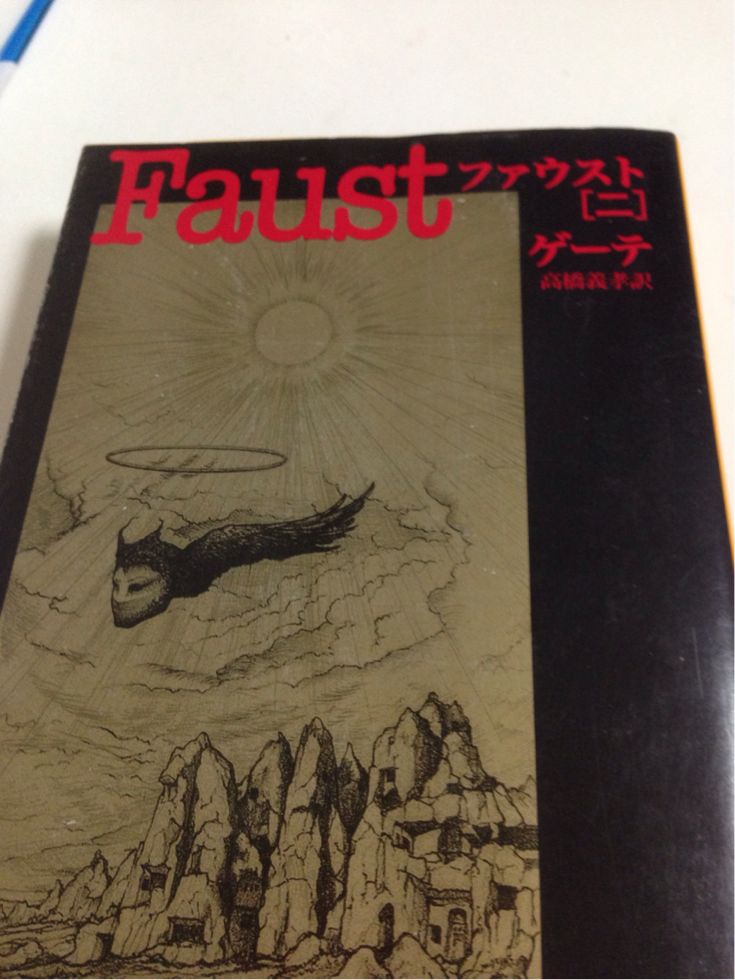 Faust
ファウスト
[二]
ゲーテ
高橋義孝訳